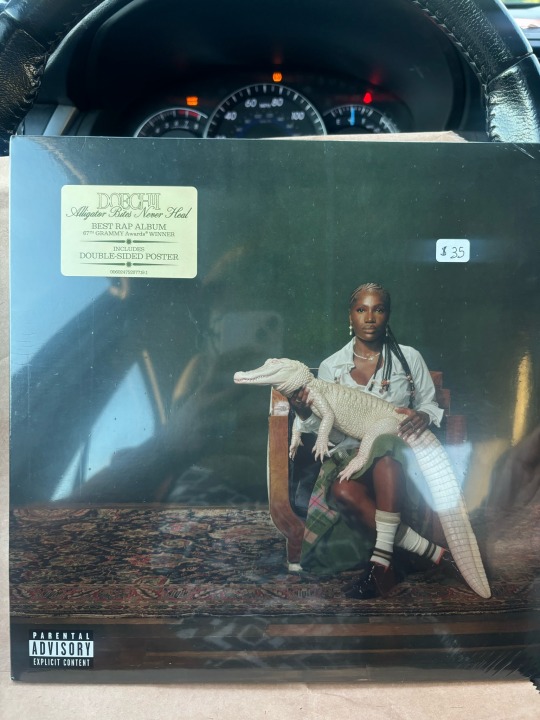 40 60 80 100
MPH
DOECHII
Alligator Bites Never Heal
BEST RAP ALBUM
67TH GRAMMY Awards® WINNER
INCLUDES
DOUBLE-SIDED POSTER
$35
PARENTAL
ADVISORY
EXPLICIT CONTENT